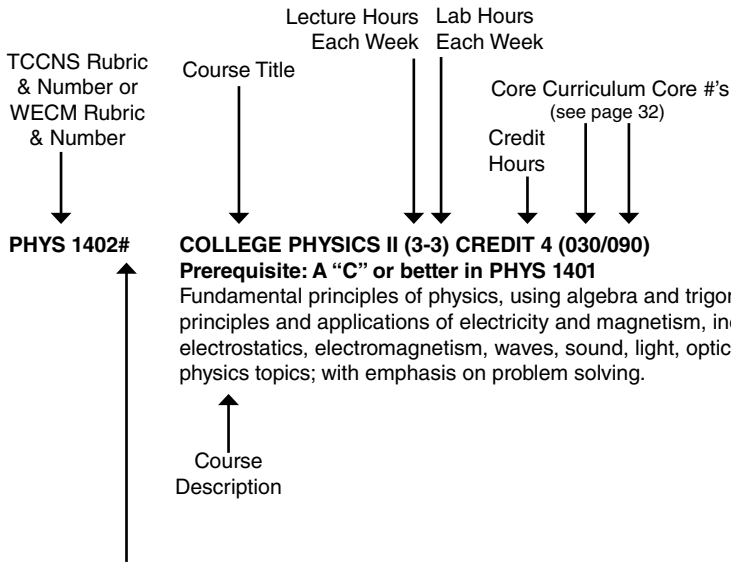 Lecture Hours
Each Week
Lab Hours
Each Week
TCCNS Rubric
& Number or
WECM Rubric
& Number
Course Title
Core Curriculum Core #'s
(see page 32)
Credit
Hours
PHYS 1402#
COLLEGE PHYSICS II (3-3) CREDIT 4 (030/090)
Prerequisite: A “C” or better in PHYS 1401
Fundamental principles of physics, using algebra and
principles and applications of electricity and magnetism,
electrostatics, electromagnetism, waves, sound, light,
physics topics; with emphasis on problem solving.
Course
Description